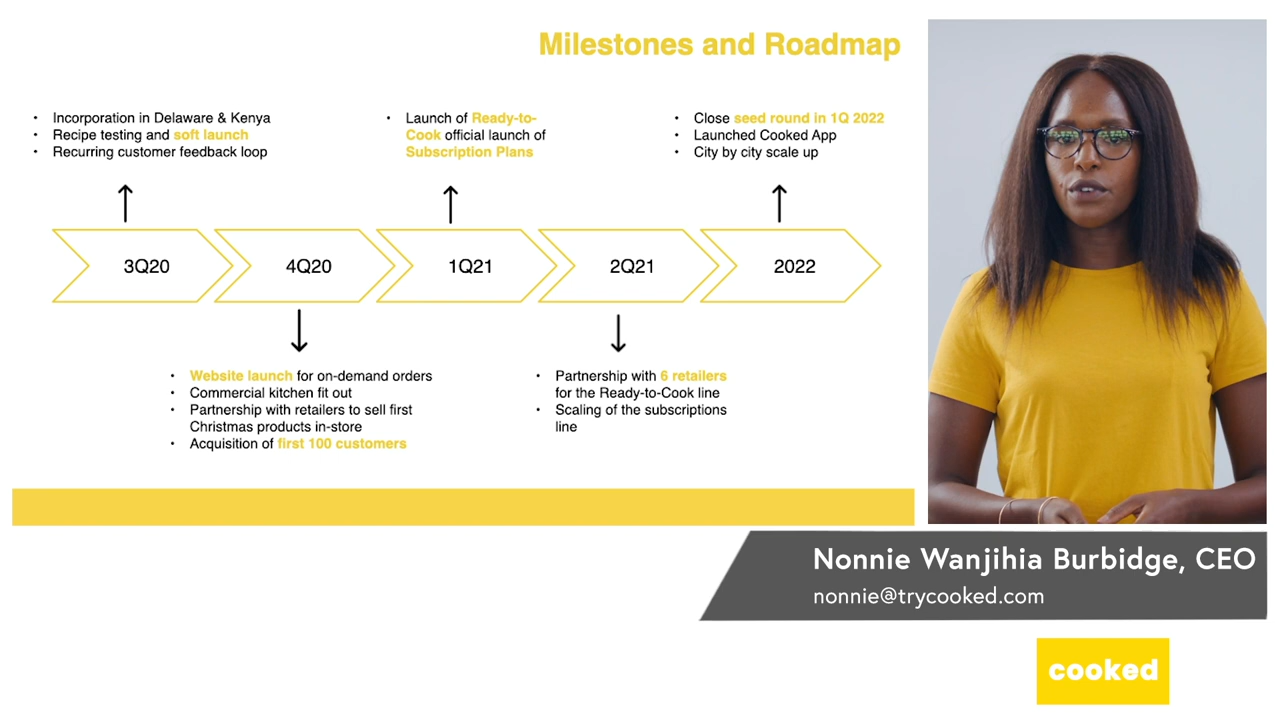 Milestones and Roadmap
• Incorporation in Delaware & Kenya
• Recipe testing and soft launch
• Recurring customer feedback loop
• Launch of Ready-to-
Cook official launch of
Subscription Plans
• Close seed round in 1Q 2022
• Launched Cooked App
• City by city scale up
3Q20
4Q20
1Q21
2Q21
2022
• Website launch for on-demand orders
• Commercial kitchen fit out
• Partnership with retailers to sell first
Christmas products in-store
• Acquisition of first 100 customers
• Partnership with 6 retailers
for the Ready-to-Cook line
• Scaling of the subscriptions
line
Nonnie Wanjihia Burbidge, CEO
nonnie@trycooked.com
cooked